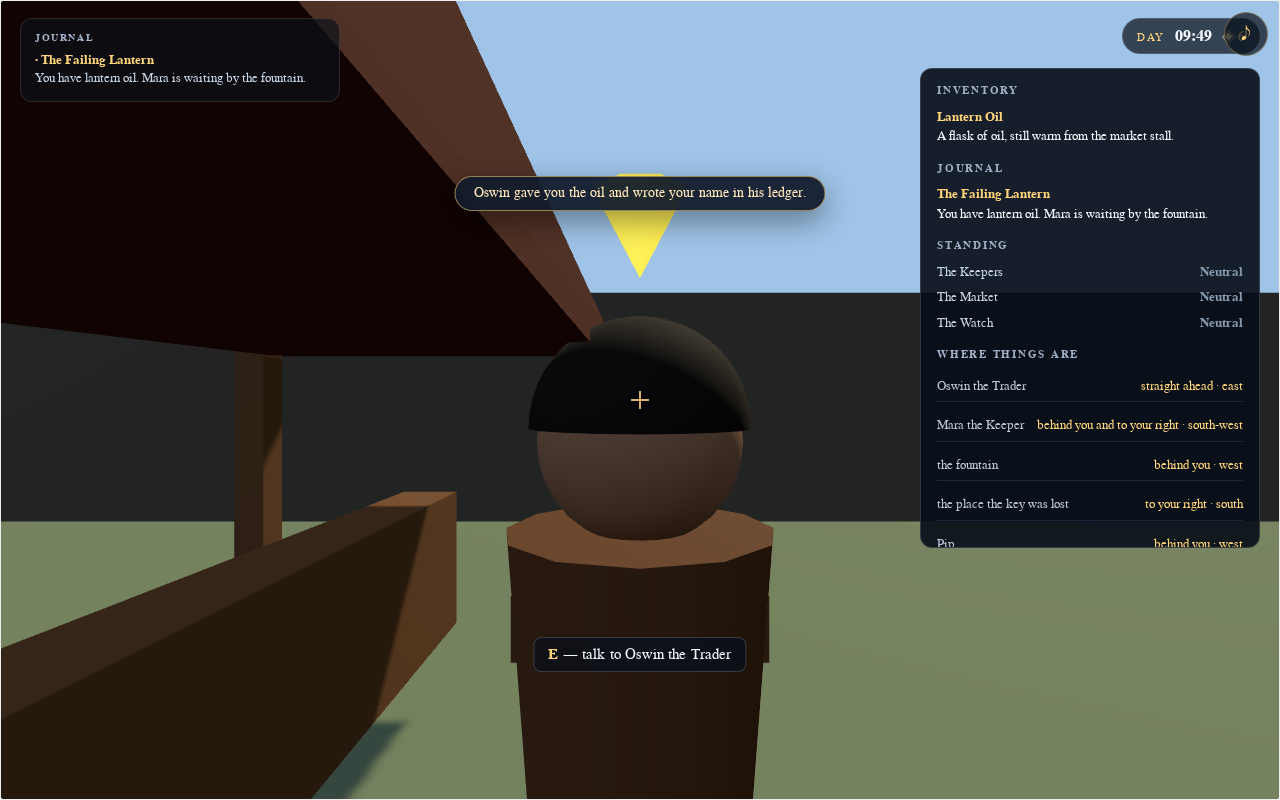 JOURNAL
· The Failing Lantern
You have lantern oil. Mara is waiting by the fountain.
DAY 09:49
Oswin gave you the oil and wrote your name in his ledger.
INVENTORY
Lantern Oil
A flask of oil, still warm from the market stall.
JOURNAL
The Failing Lantern
You have lantern oil. Mara is waiting by the fountain.
STANDING
The Keepers Neutral
The Market Neutral
The Watch Neutral
WHERE THINGS ARE
Oswin the Trader straight ahead · east
Mara the Keeper behind you and to your right · south-west
the fountain behind you · west
the place the key was lost to your right · south
Pip behind you · west
E — talk to Oswin the Trader